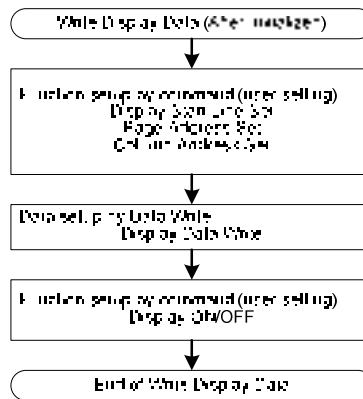 Write Display Data (After Initialize)
Function setup by command (user setting)
Display Start Line Set
Page Address Set
Column Address Set
Data setup by Data Write
Display Data Write
Function setup by command (user setting)
Display ON/OFF
End of Write Display Data